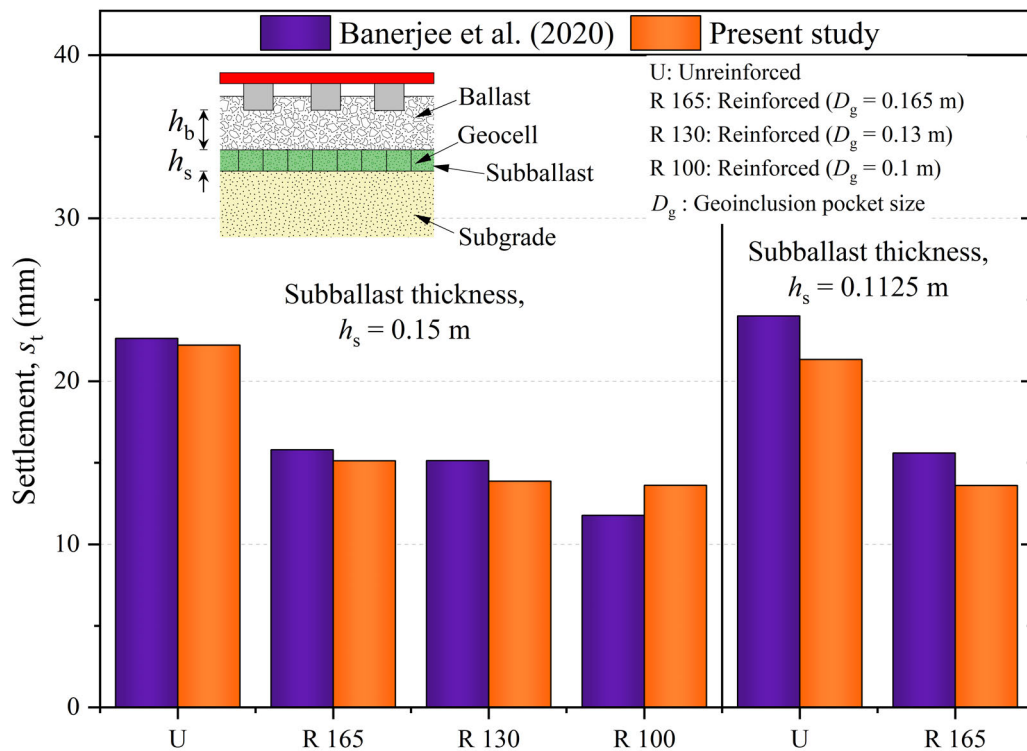 Banerjee et al. (2020) Present study
40
30
20
10
0
Settlement, sₜ (mm)
Ballast
Geocell
Subballast
Subgrade
h_b
h_s
U: Unreinforced
R 165: Reinforced (D_g = 0.165 m)
R 130: Reinforced (D_g = 0.13 m)
R 100: Reinforced (D_g = 0.1 m)
D_g : Geoinclusion pocket size
Subballast thickness,
h_s = 0.15 m
Subballast thickness,
h_s = 0.1125 m
U R 165 R 130 R 100 U R 165